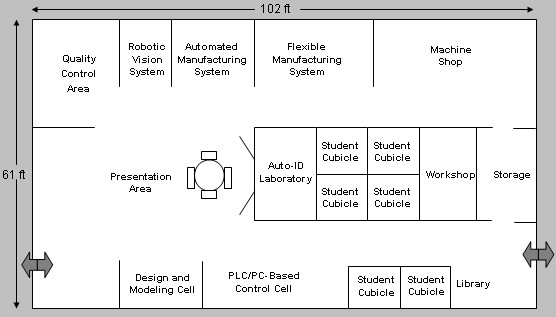 102 ft
61 ft
Quality
Control
Area
Robotic
Vision
System
Automated
Manufacturing
System
Flexible
Manufacturing
System
Machine
Shop
Presentation
Area
Auto-ID
Laboratory
Student
Cubicle
Student
Cubicle
Student
Cubicle
Student
Cubicle
Workshop
Storage
Design and
Modeling Cell
PLC/PC-Based
Control Cell
Student
Cubicle
Student
Cubicle
Library